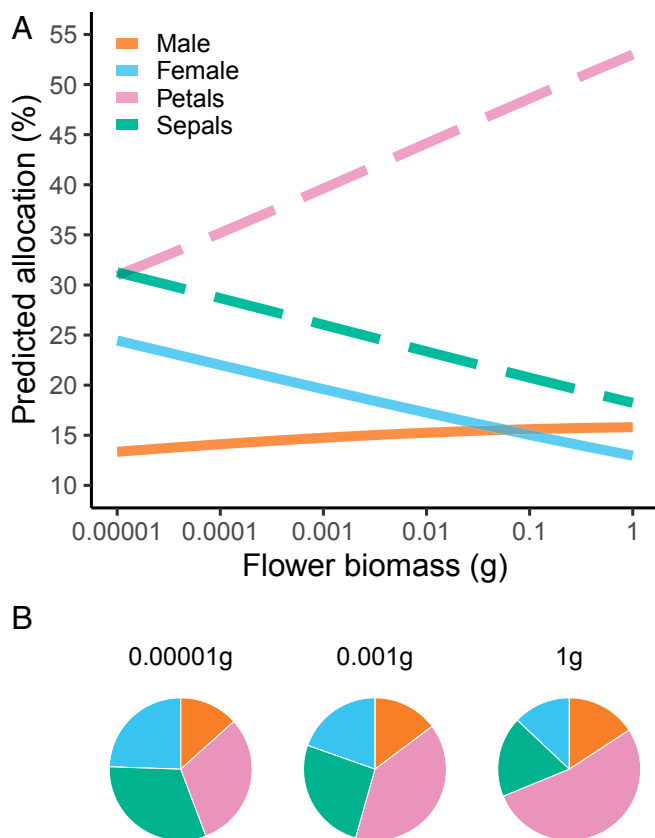 A
Male
Female
Petals
Sepals
Predicted allocation (%)
55
50
45
40
35
30
25
20
15
10
0.00001 0.0001 0.001 0.01 0.1 1
Flower biomass (g)
B
0.00001g 0.001g 1g